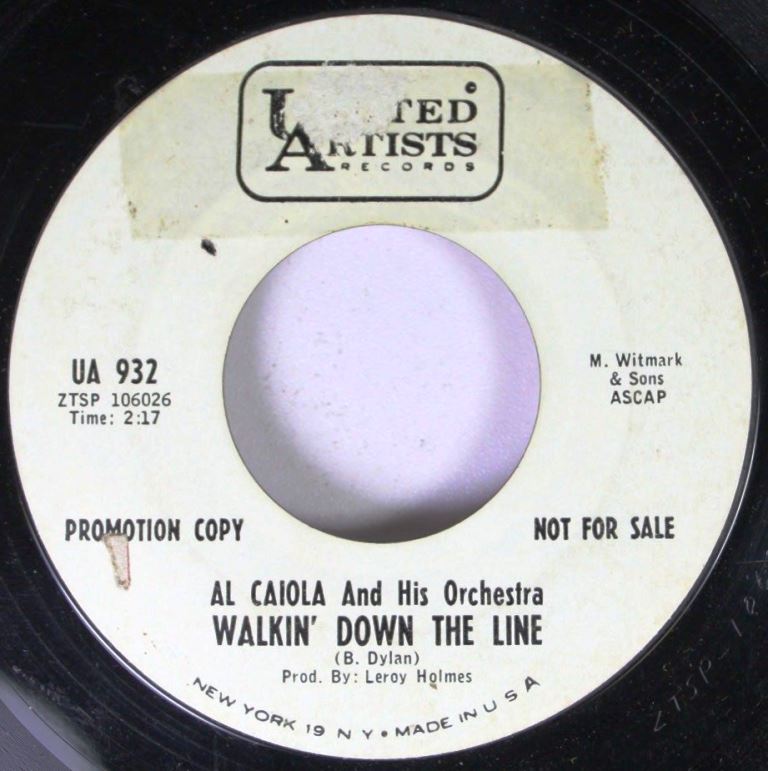 UNITED ©
ARTISTS
RECORDS
UA 932
ZTSP 106026
Time: 2:17
M. Witmark
& Sons
ASCAP
PROMOTION COPY
NOT FOR SALE
AL CAIOLA And His Orchestra
WALKIN' DOWN THE LINE
(B. Dylan)
Prod. By: Leroy Holmes
NEW YORK 19 N Y • MADE IN U S A